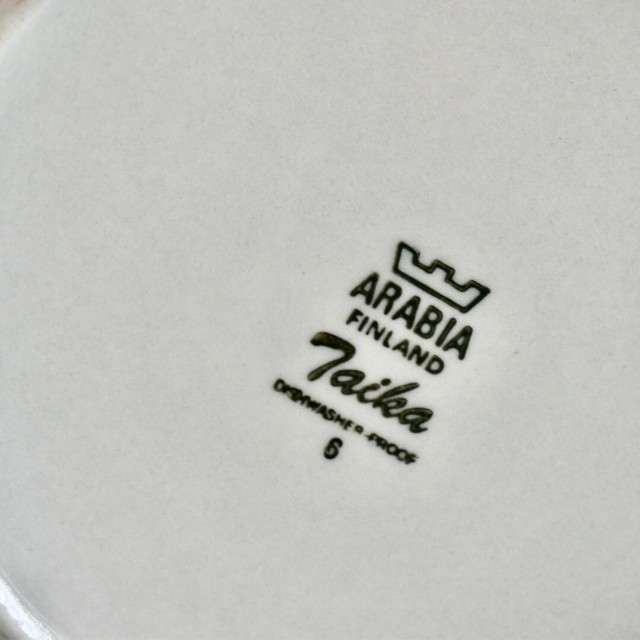 ARABIA
FINLAND
Taika
DISHWASHER PROOF
6